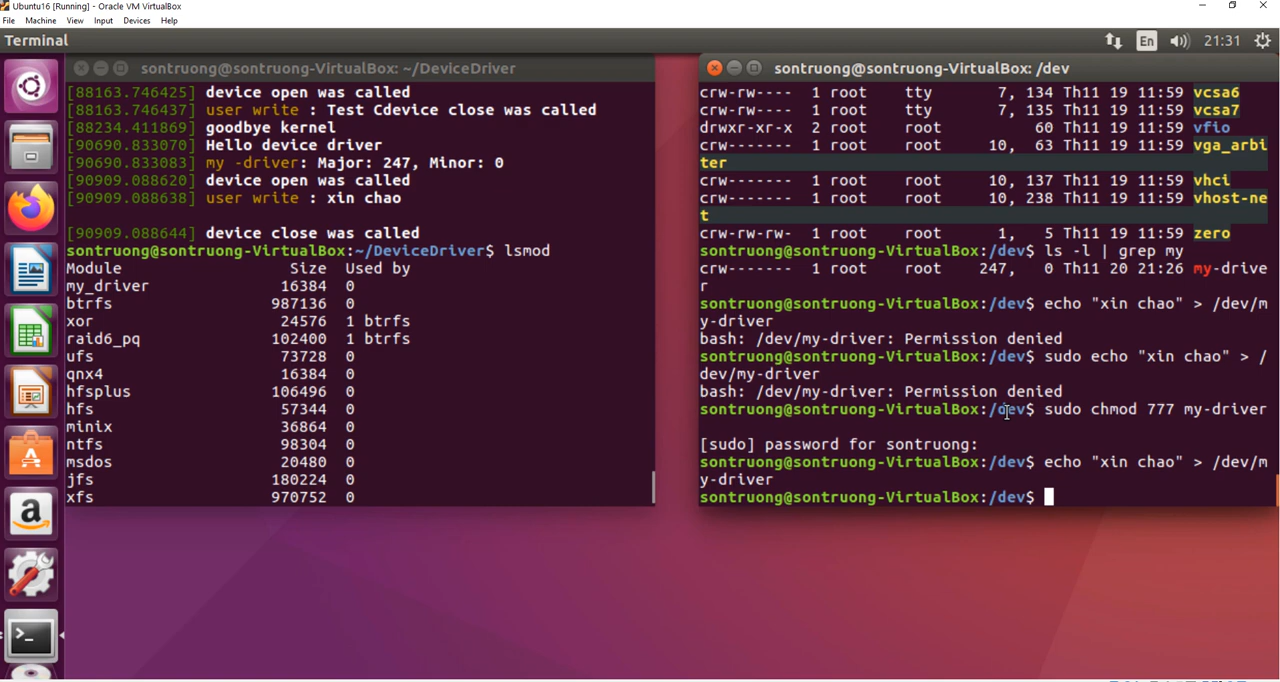 Ubuntu16 [Running] - Oracle VM VirtualBox
File Machine View Input Devices Help
Terminal
En
21:31
sontruong@sontruong-VirtualBox: ~/DeviceDriver
[88163.746425] device open was called
[88163.746437] user write : Test Cdevice close was called
[88234.411869] goodbye kernel
[90690.833070] Hello device driver
[90690.833083] my -driver: Major: 247, Minor: 0
[90909.088620] device open was called
[90909.088638] user write : xin chao
[90909.088644] device close was called
sontruong@sontruong-VirtualBox:~/DeviceDriver$ lsmod
Module Size Used by
my_driver 16384 0
btrfs 987136 0
xor 24576 1 btrfs
raid6_pq 102400 1 btrfs
ufs 73728 0
qnx4 16384 0
hfsplus 106496 0
hfs 57344 0
minix 36864 0
ntfs 98304 0
msdos 20480 0
jfs 180224 0
xfs 970752 0
sontruong@sontruong-VirtualBox: /dev
crw-rw---- 1 root tty 7, 134 Th11 19 11:59 vcsa6
crw-rw---- 1 root tty 7, 135 Th11 19 11:59 vcsa7
drwxr-xr-x 2 root root 60 Th11 19 11:59 vfio
crw------- 1 root root 10, 63 Th11 19 11:59 vga_arbi
ter
crw------- 1 root root 10, 137 Th11 19 11:59 vhci
crw------- 1 root root 10, 238 Th11 19 11:59 vhost-ne
t
crw-rw-rw- 1 root root 1, 5 Th11 19 11:59 zero
sontruong@sontruong-VirtualBox:/dev$ ls -l | grep my
crw------- 1 root root 247, 0 Th11 20 21:26 my-drive
r
sontruong@sontruong-VirtualBox:/dev$ echo "xin chao" > /dev/m
y-driver
bash: /dev/my-driver: Permission denied
sontruong@sontruong-VirtualBox:/dev$ sudo echo "xin chao" > /
dev/my-driver
bash: /dev/my-driver: Permission denied
sontruong@sontruong-VirtualBox:/dev$ sudo chmod 777 my-driver
[sudo] password for sontruong:
sontruong@sontruong-VirtualBox:/dev$ echo "xin chao" > /dev/m
y-driver
sontruong@sontruong-VirtualBox:/dev$